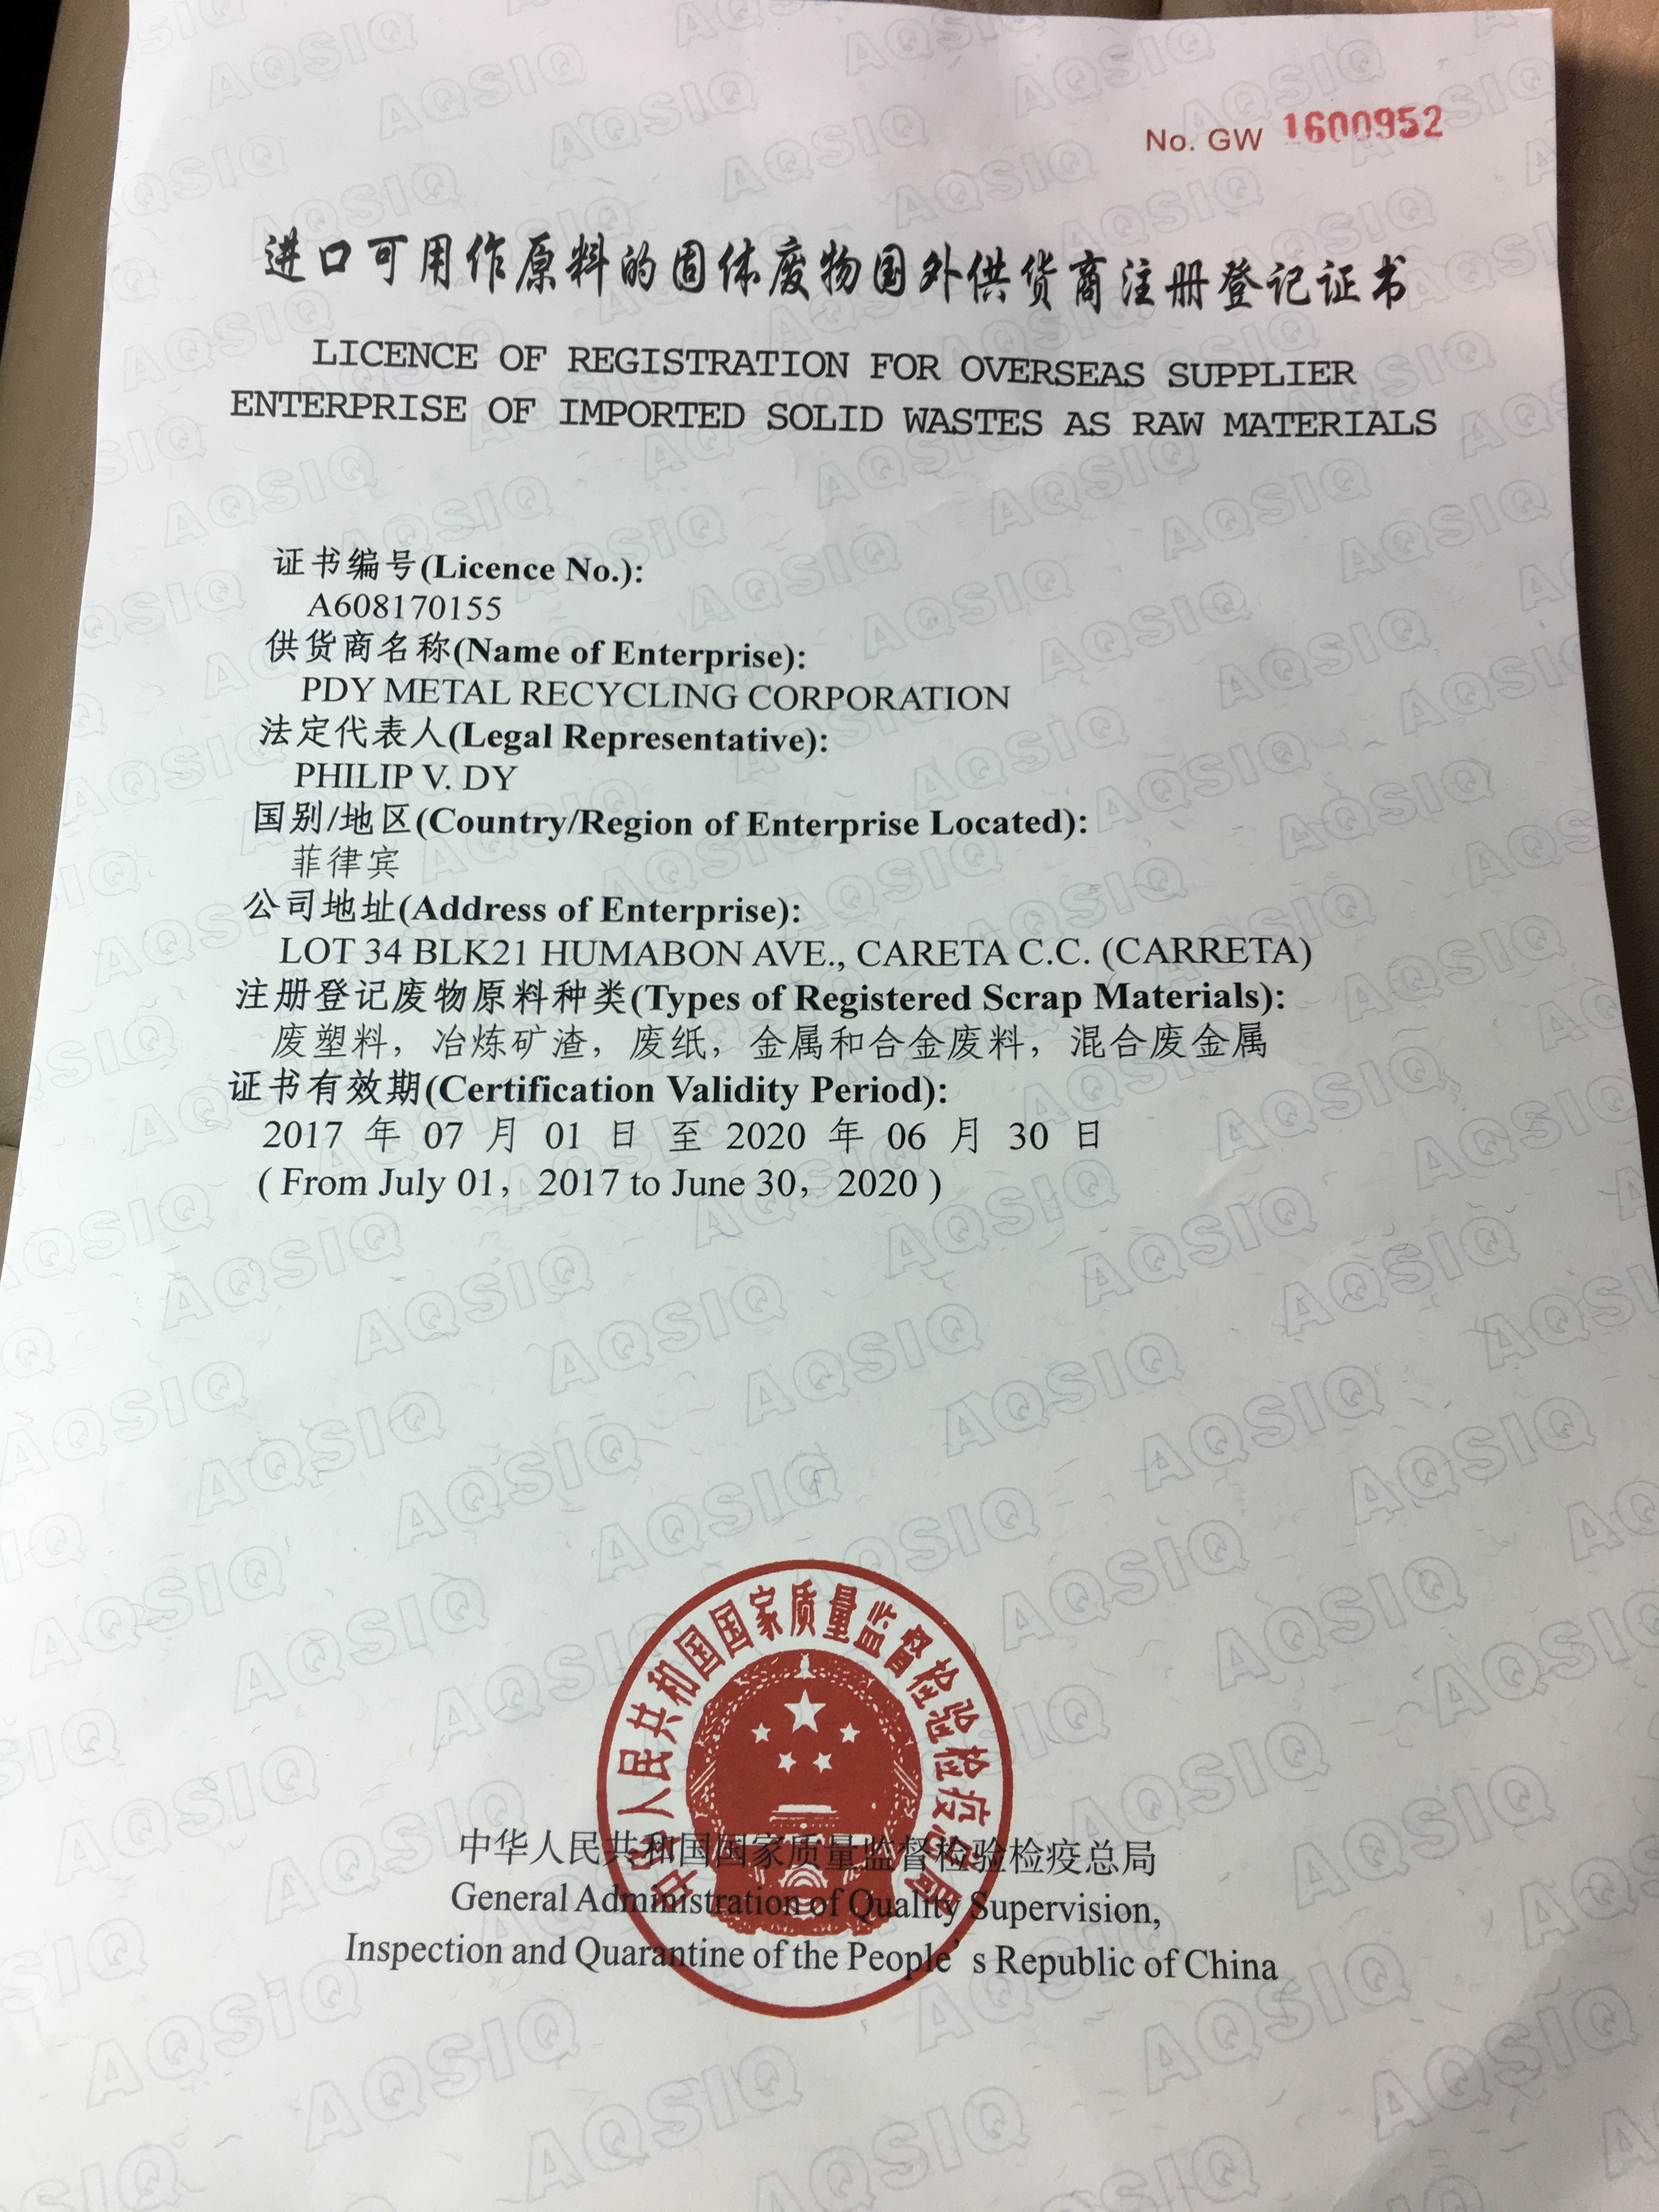 No. GW 1600952
进口可用作原料的固体废物国外供货商注册登记证书
LICENCE OF REGISTRATION FOR OVERSEAS SUPPLIER
ENTERPRISE OF IMPORTED SOLID WASTES AS RAW MATERIALS
证书编号(Licence No.):
A608170155
供货商名称(Name of Enterprise):
PDY METAL RECYCLING CORPORATION
法定代表人(Legal Representative):
PHILIP V. DY
国别/地区(Country/Region of Enterprise Located):
菲律宾
公司地址(Address of Enterprise):
LOT 34 BLK21 HUMABON AVE., CARETA C.C. (CARRETA)
注册登记废物原料种类(Types of Registered Scrap Materials):
废塑料，冶炼矿渣，废纸，金属和合金废料，混合废金属
证书有效期(Certification Validity Period):
2017 年 07 月 01 日 至 2020 年 06 月 30 日
( From July 01，2017 to June 30，2020 )
中华人民共和国国家质量监督检验检疫总局
中华人民共和国国家质量监督检验检疫总局
General Administration of Quality Supervision,
Inspection and Quarantine of the People’s Republic of China
AQSIQ